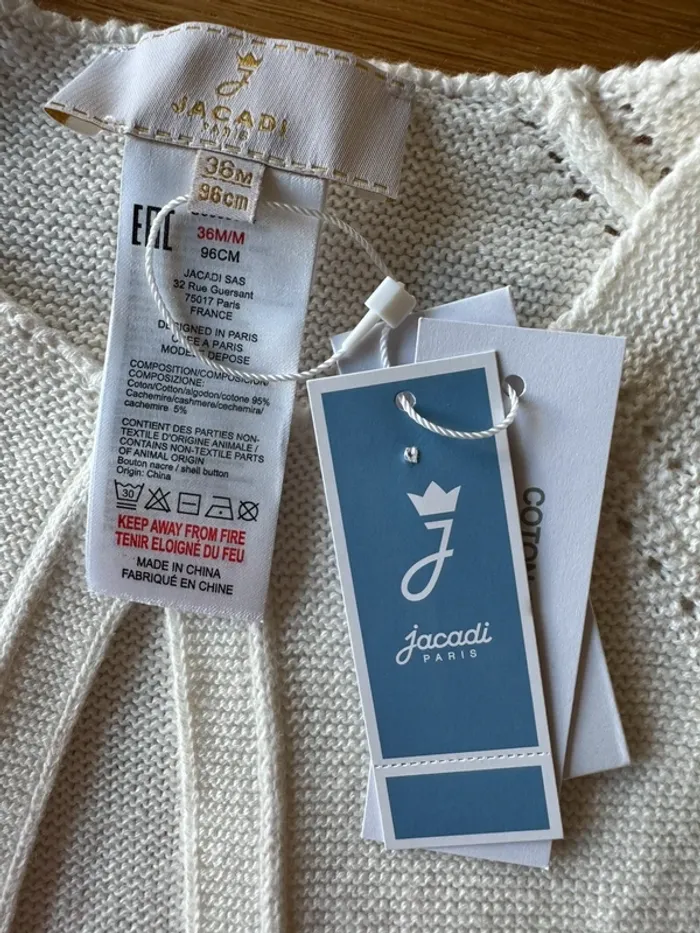 JACADI
PARIS
36M
96cm
EAC
36M/M
96CM
JACADI SAS
32 Rue Guersant
75017 Paris
FRANCE
DESIGNED IN PARIS
CRÉE A PARIS
DEPOSE
COMPOSITION/COMPOSICION/
COMPOSIZIONE:
Coton/Cotton/algodon/cotone 95%
Cachemire/cashmere/cechemira/
cachemire 5%
CONTIENT DES PARTIES NON-
TEXTILE D'ORIGINE ANIMALE /
CONTAINS NON-TEXTILE PARTS
OF ANIMAL ORIGIN
Bouton nacre / shell button
Origin: China
30
KEEP AWAY FROM FIRE
TENIR ELOIGNÉ DU FEU
MADE IN CHINA
FABRIQUÉ EN CHINE
J
jacadi
PARIS